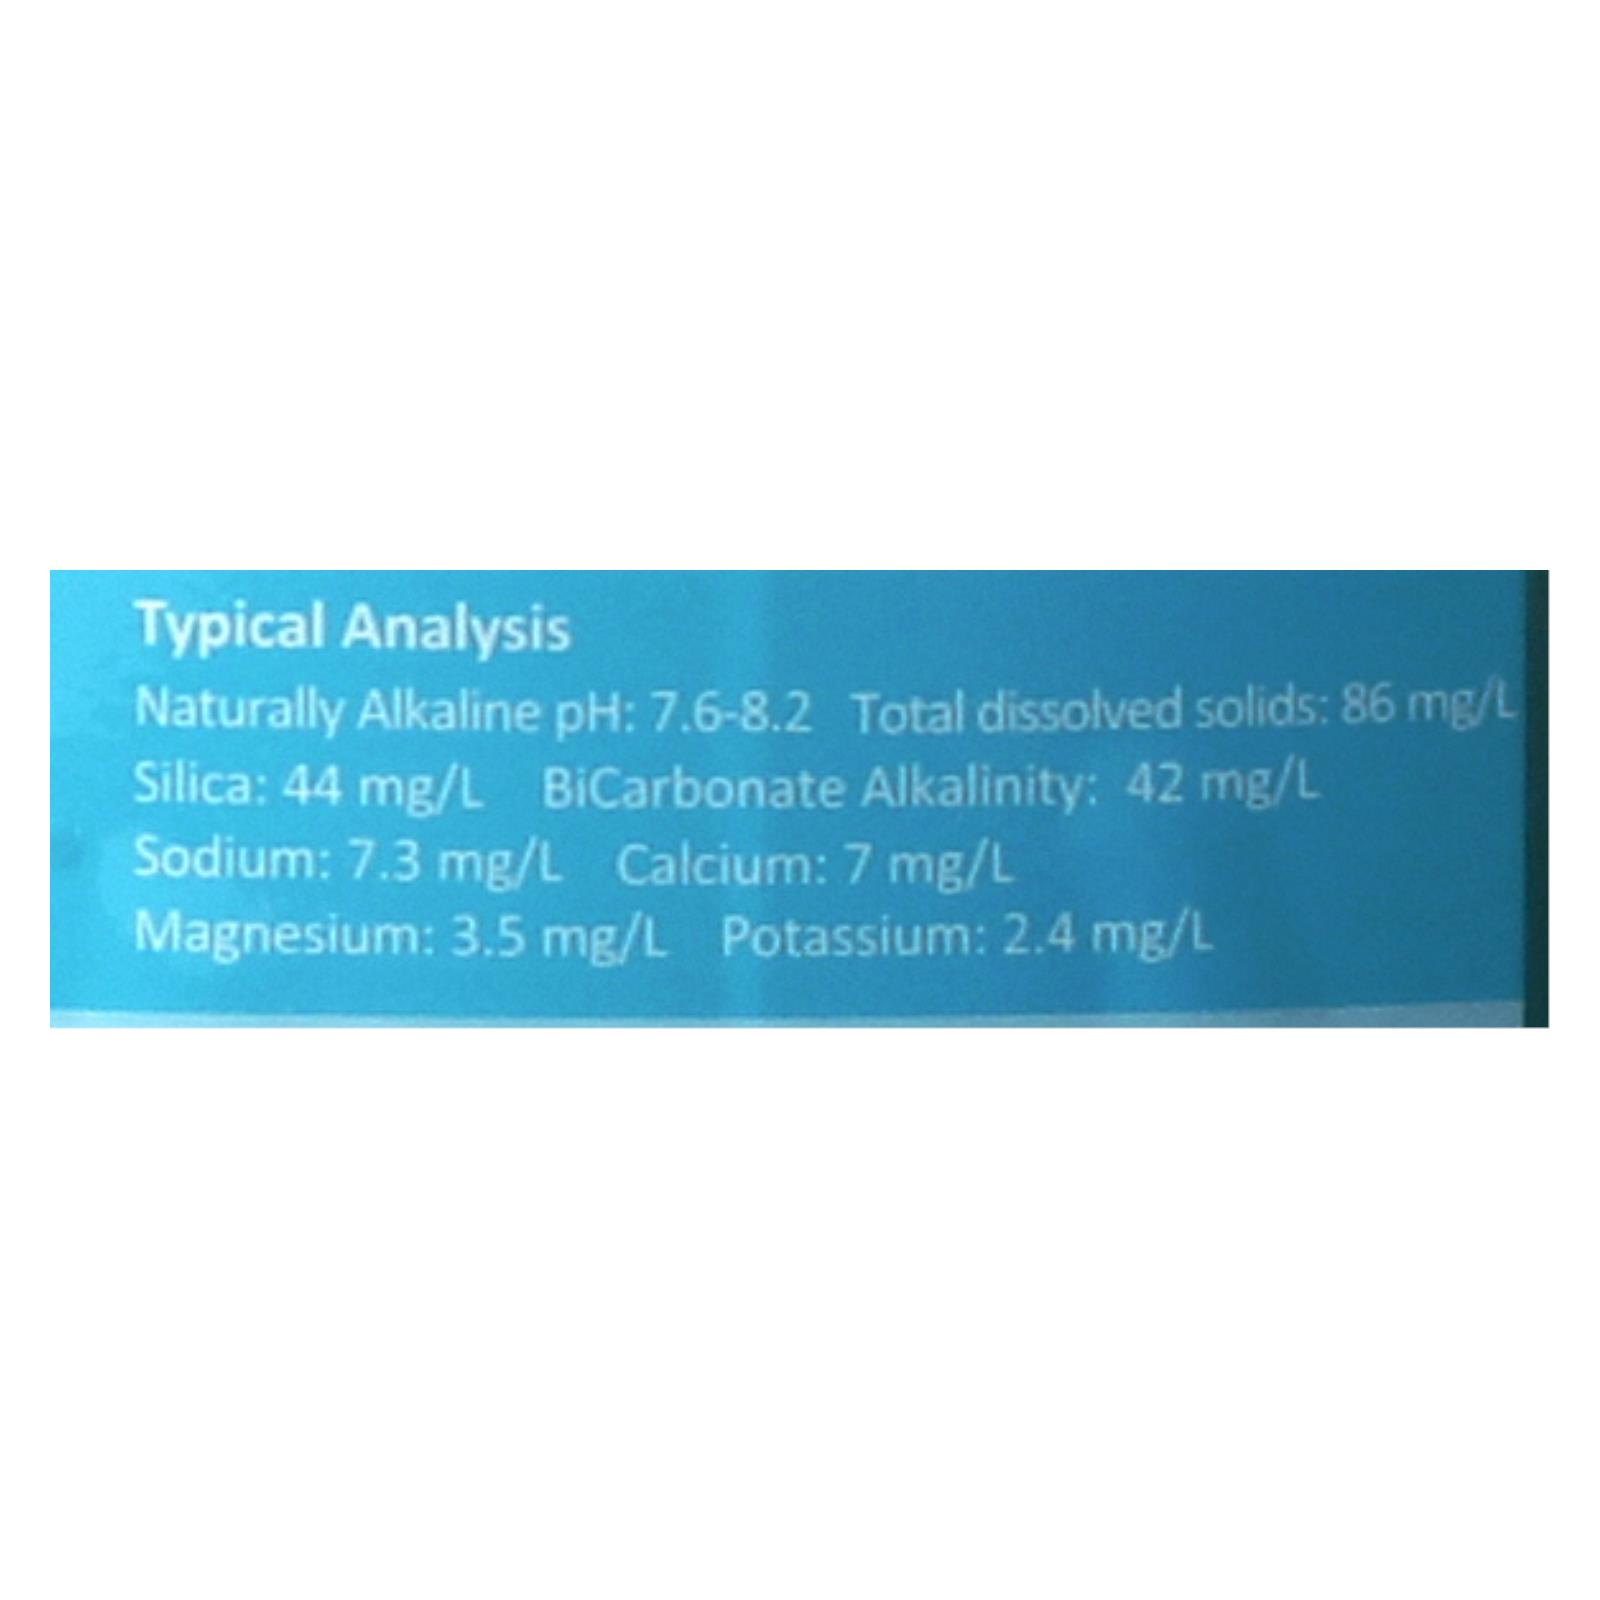 Typical Analysis
Naturally Alkaline pH: 7.6-8.2 Total dissolved solids: 86 mg/L
Silica: 44 mg/L BiCarbonate Alkalinity: 42 mg/L
Sodium: 7.3 mg/L Calcium: 7 mg/L
Magnesium: 3.5 mg/L Potassium: 2.4 mg/L